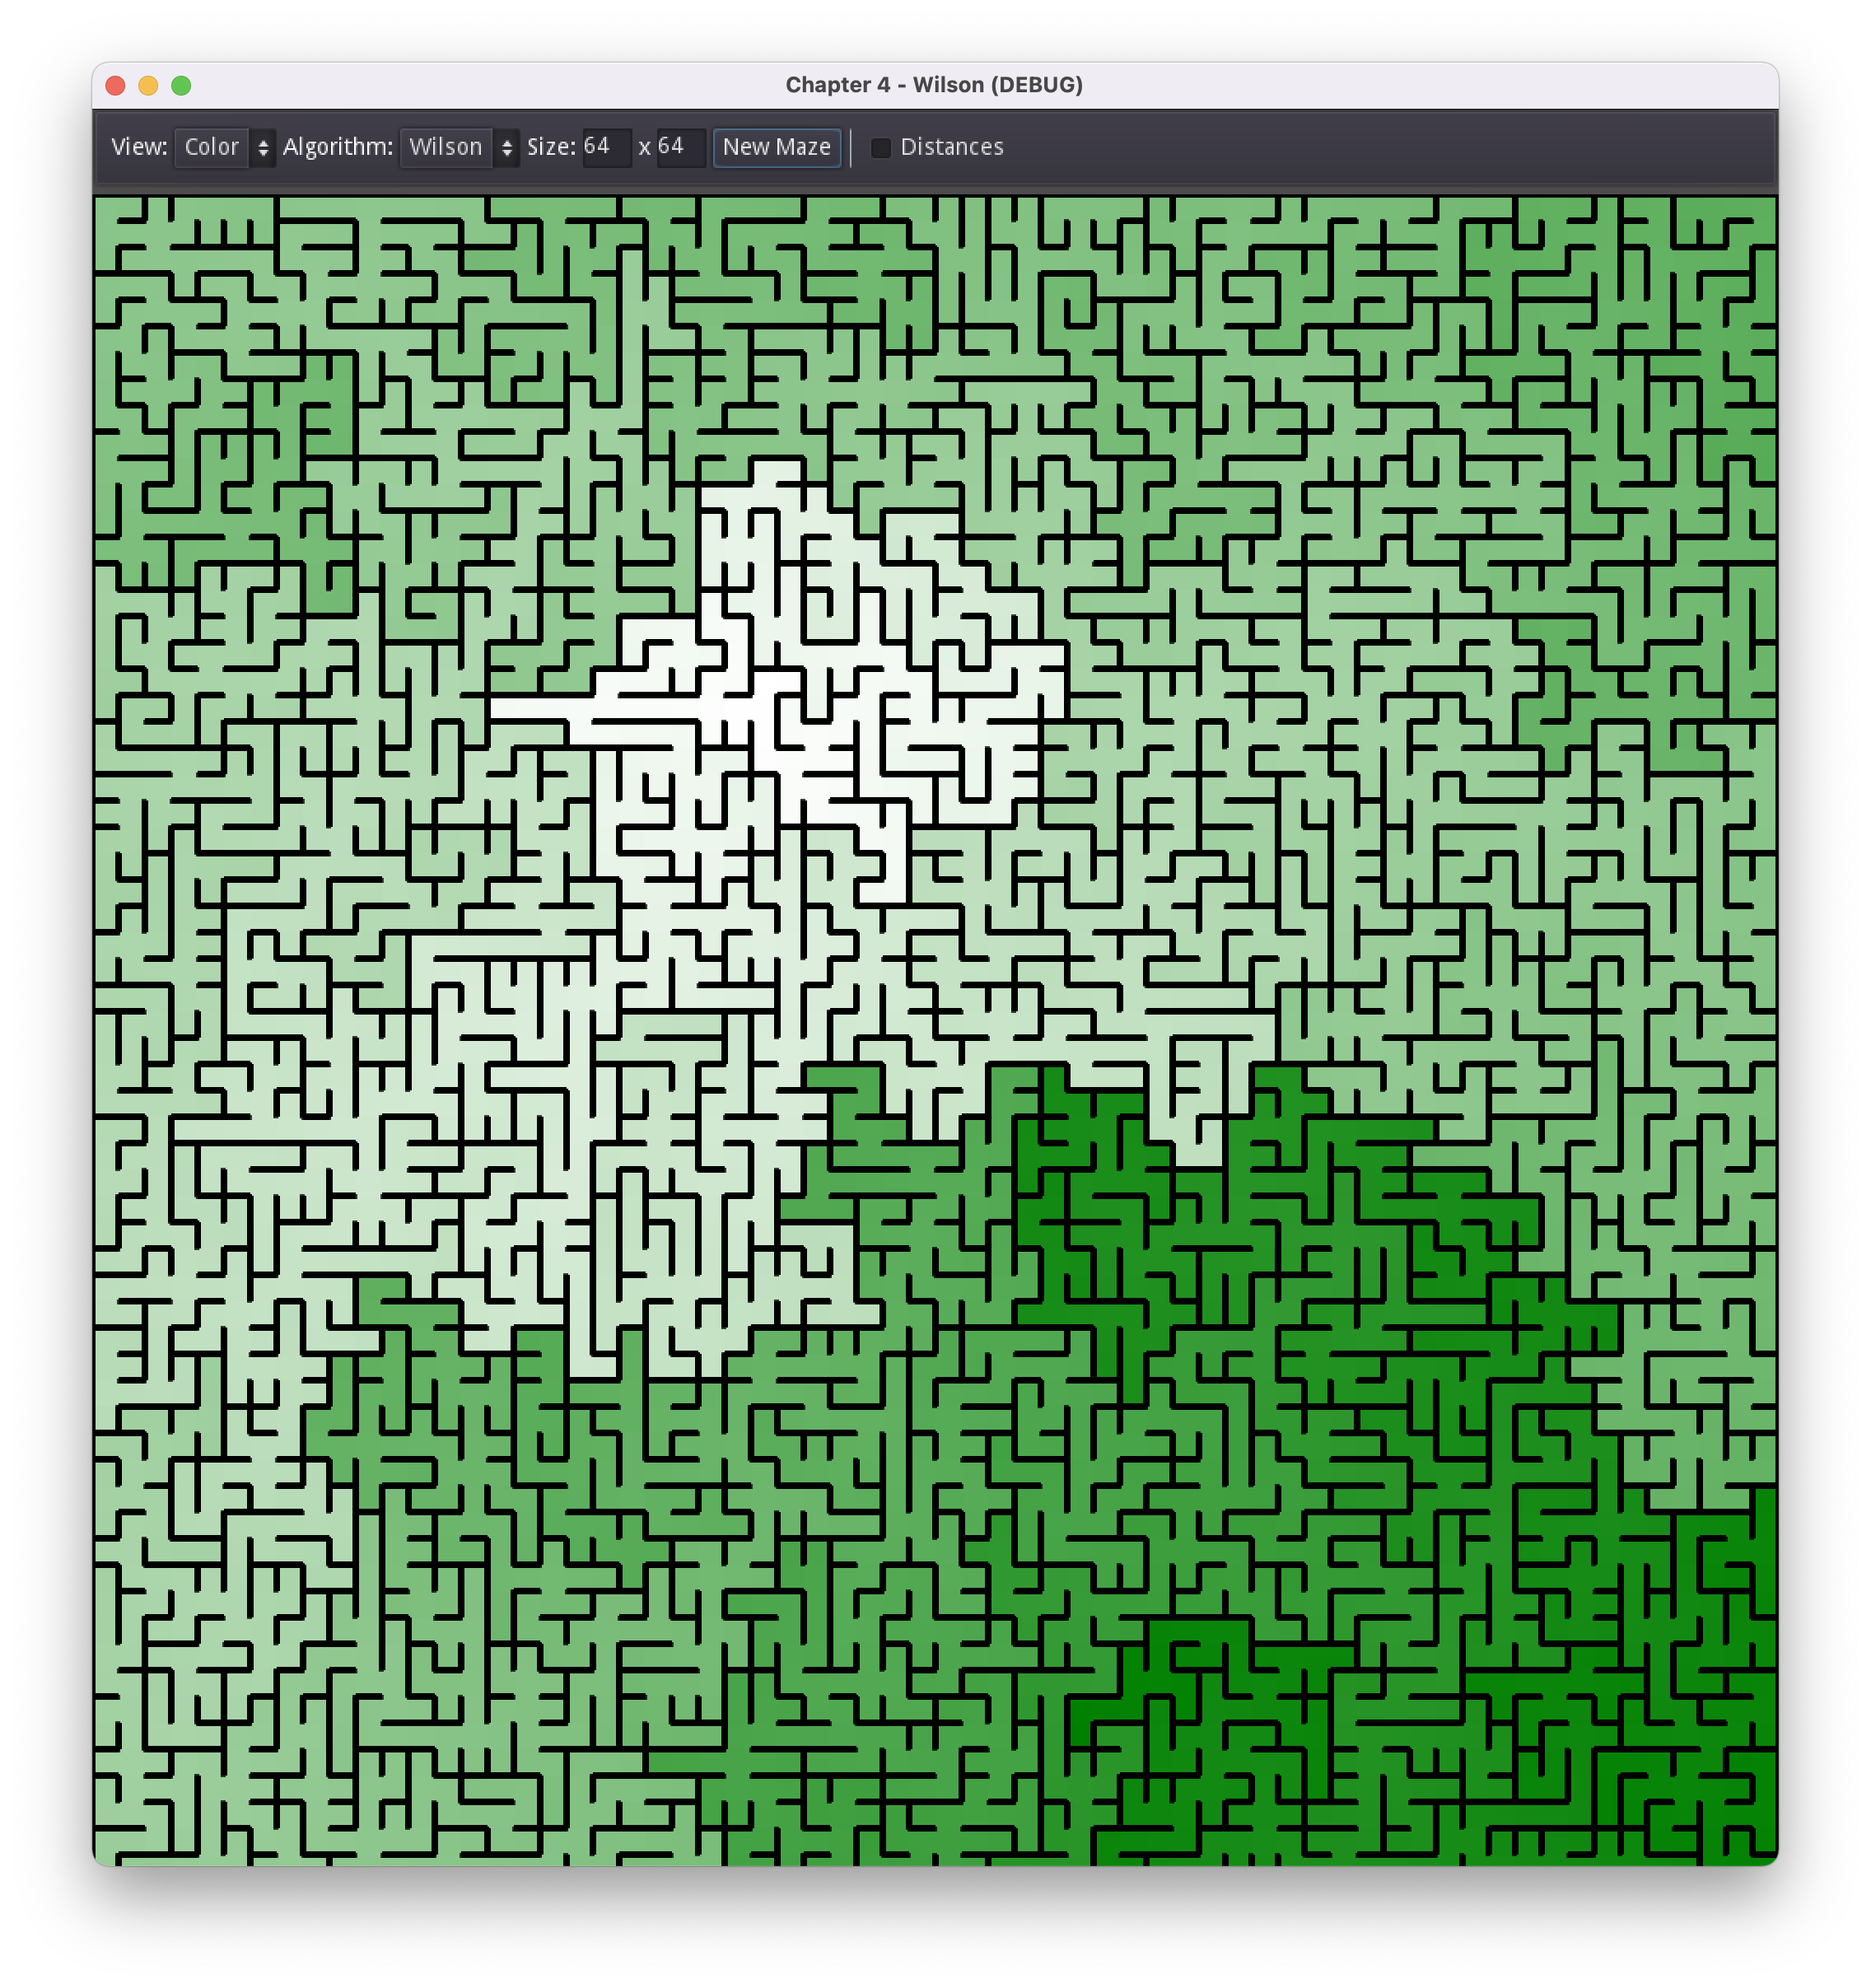 Chapter 4 - Wilson (DEBUG)
View: Color Algorithm: Wilson Size: 64 x 64 New Maze Distances